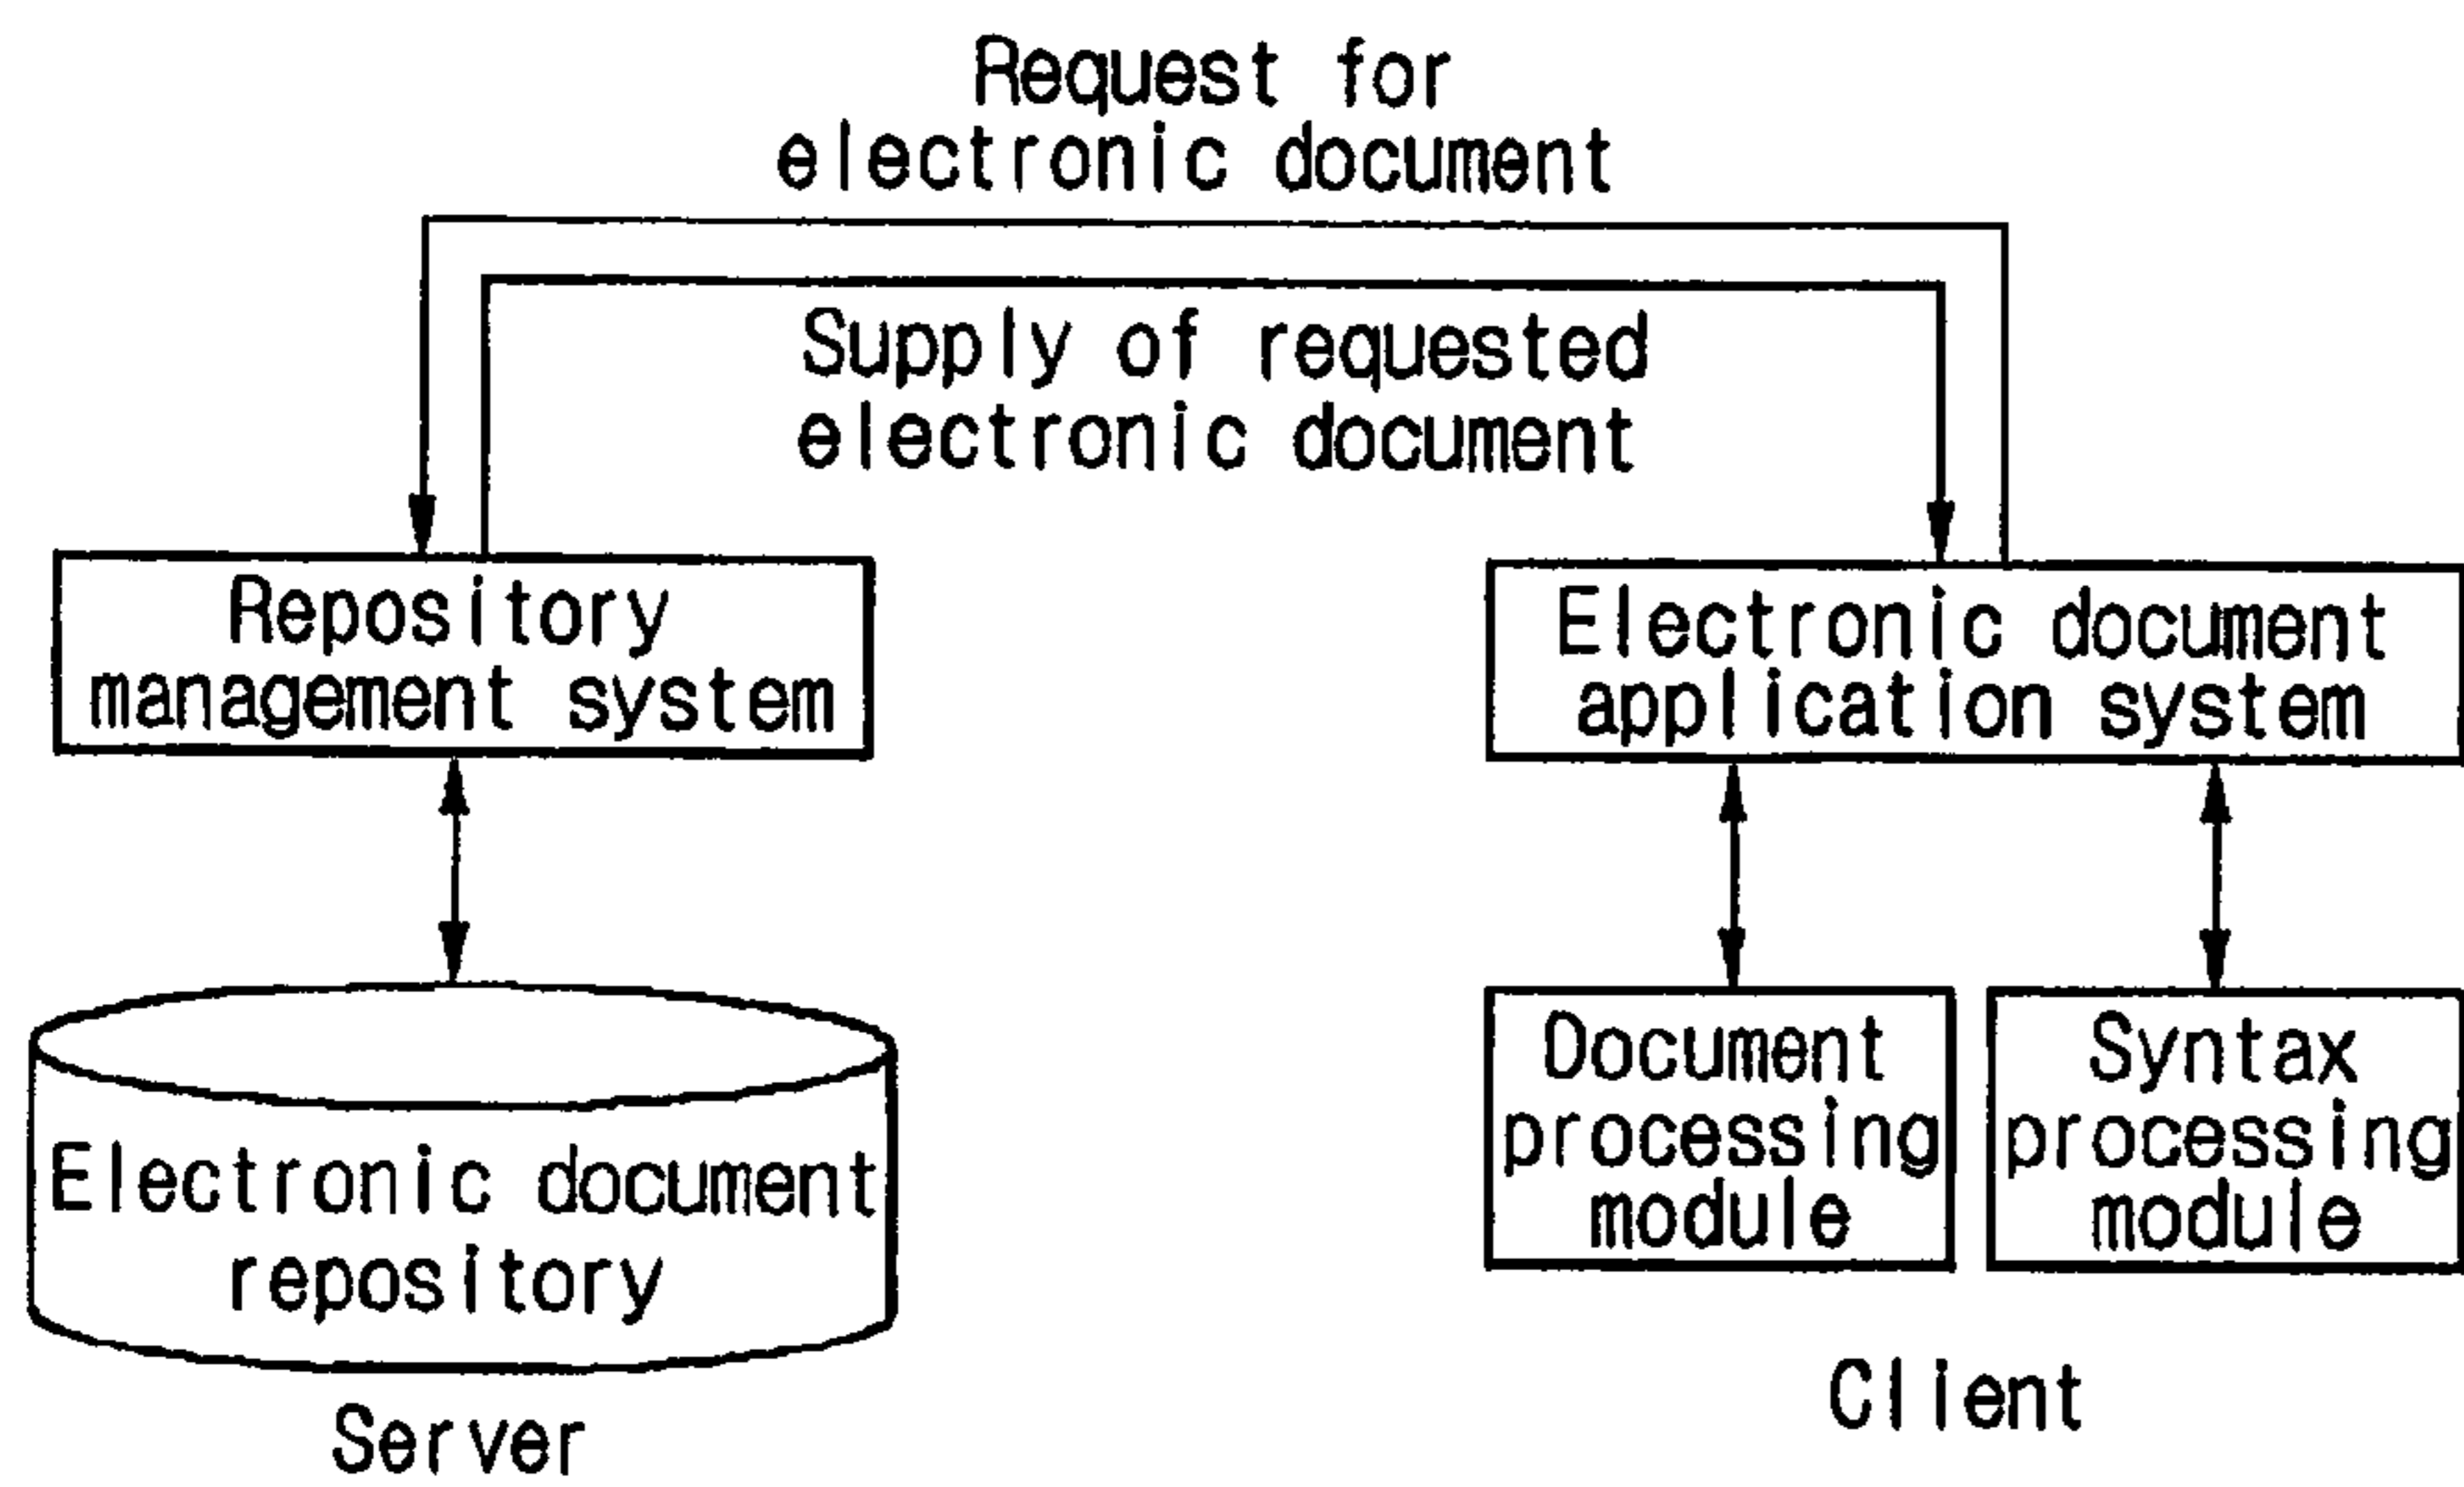 Request for
electronic document
Supply of requested
electronic document
Repository
management system
Electronic document
application system
Electronic document
repository
Document
processing
module
Syntax
processing
module
Server
Client